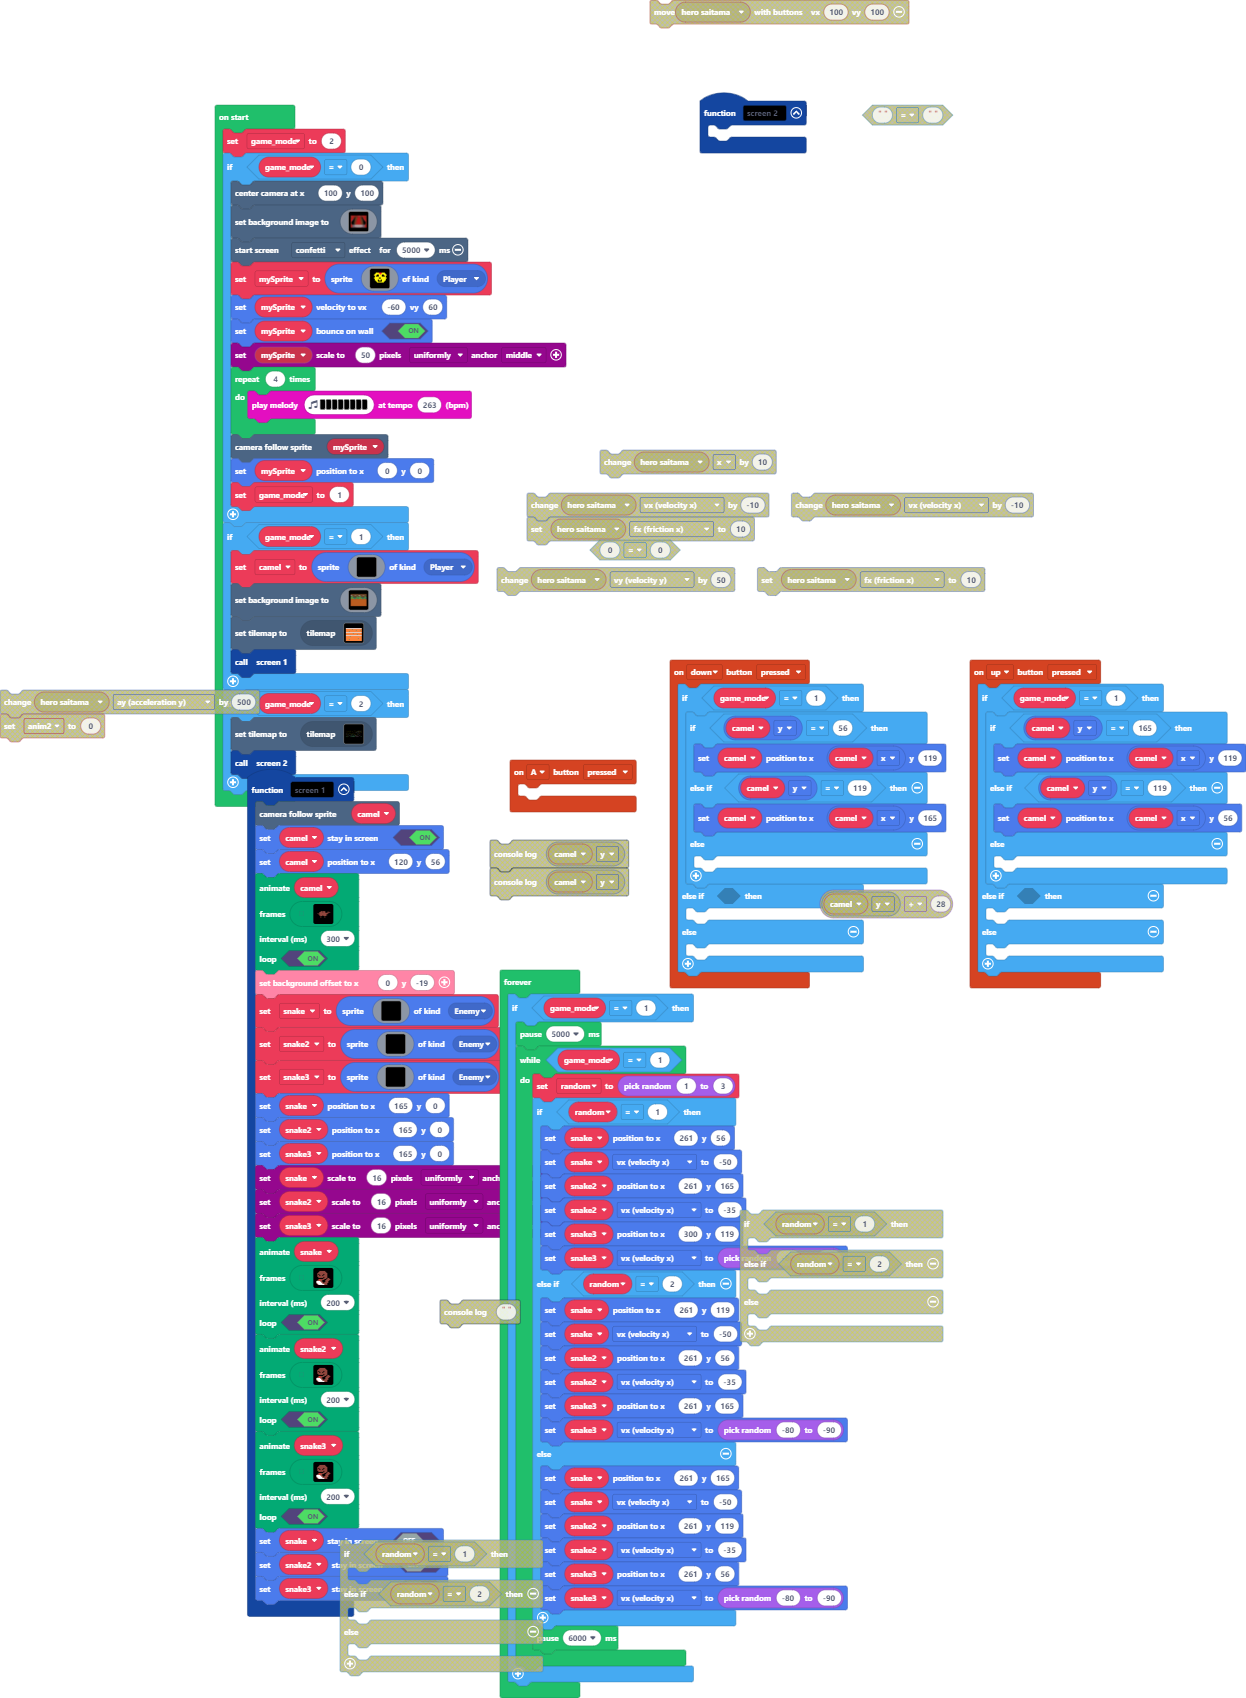 move hero saitama with buttons vx 100 vy 100
function screen 2
" " = " "
on start
set game_mode to 2
if game_mode = 0 then
center camera at x 100 y 100
set background image to
start screen confetti effect for 5000 ms
set mySprite to sprite of kind Player
set mySprite velocity to vx -60 vy 60
set mySprite bounce on wall ON
set mySprite scale to 50 pixels uniformly anchor middle
repeat 4 times
do play melody at tempo 263 (bpm)
camera follow sprite mySprite
set mySprite position to x 0 y 0
set game_mode to 1
if game_mode = 1 then
set camel to sprite of kind Player
set background image to
set tilemap to tilemap
call screen 1
game_mode = 2 then
set tilemap to tilemap
call screen 2
change hero saitama ay (acceleration y) by 500
set anim2 to 0
change hero saitama x by 10
change hero saitama vx (velocity x) by -10
set hero saitama fx (friction x) to 10
0 = 0
change hero saitama vx (velocity x) by -10
change hero saitama vy (velocity y) by 50
set hero saitama fx (friction x) to 10
on down button pressed
if game_mode = 1 then
if camel y = 56 then
set camel position to x camel x y 119
else if camel y = 119 then
set camel position to x camel x y 165
else
else if then
else
camel y ÷ 28
on up button pressed
if game_mode = 1 then
if camel y = 165 then
set camel position to x camel x y 119
else if camel y = 119 then
set camel position to x camel x y 56
else
else if then
else
on A button pressed
console log camel y
console log camel y
function screen 1
camera follow sprite camel
set camel stay in screen ON
set camel position to x 120 y 56
animate camel
frames
interval (ms) 300
loop ON
set background offset to x 0 y -19
set snake to sprite of kind Enemy
set snake2 to sprite of kind Enemy
set snake3 to sprite of kind Enemy
set snake position to x 165 y 0
set snake2 position to x 165 y 0
set snake3 position to x 165 y 0
set snake scale to 16 pixels uniformly anch
set snake2 scale to 16 pixels uniformly anc
set snake3 scale to 16 pixels uniformly anc
animate snake
frames
interval (ms) 200
loop ON
animate snake2
frames
interval (ms) 200
loop ON
animate snake3
frames
interval (ms) 200
loop ON
set snake stay in
set snake2
set snake3
if random = 1 then
else if random = 2 then
else
console log " "
forever
if game_mode = 1 then
pause 5000 ms
while game_mode = 1
do set random to pick random 1 to 3
if random = 1 then
set snake position to x 261 y 56
set snake vx (velocity x) to -50
set snake2 position to x 261 y 165
set snake2 vx (velocity x) to -35
set snake3 position to x 300 y 119
set snake3 vx (velocity x) to pick random
else if random = 2 then
set snake position to x 261 y 119
set snake vx (velocity x) to -50
set snake2 position to x 261 y 56
set snake2 vx (velocity x) to -35
set snake3 position to x 261 y 165
set snake3 vx (velocity x) to pick random -80 to -90
else
set snake position to x 261 y 165
set snake vx (velocity x) to -50
set snake2 position to x 261 y 119
set snake2 vx (velocity x) to -35
set snake3 position to x 261 y 56
set snake3 vx (velocity x) to pick random -80 to -90
pause 6000 ms
if random = 1 then
else if random = 2 then
else